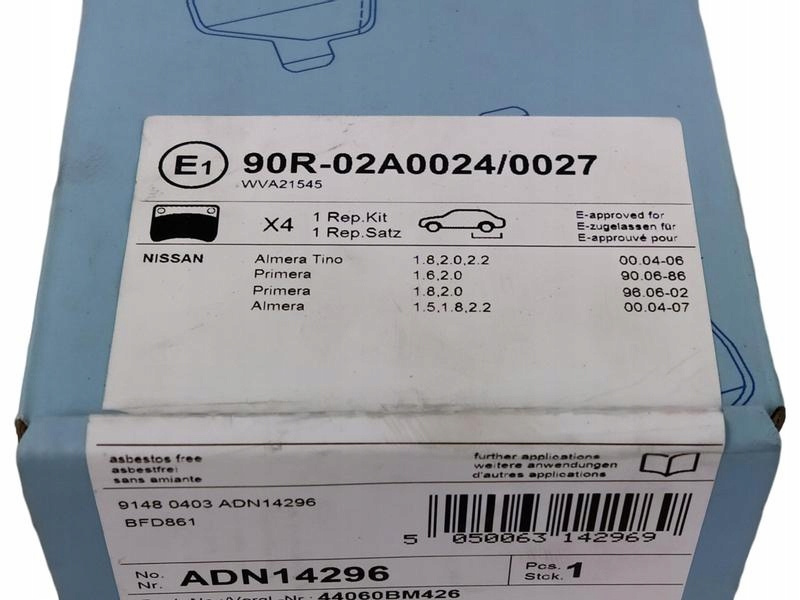 E1 90R-02A0024/0027
WVA21545
X4 1 Rep.Kit
1 Rep.Satz
E-approved for
E-zugelassen für
E-approuvé pour
NISSAN Almera Tino 1.8,2.0,2.2 00.04-06
Primera 1.6,2.0 90.06-86
Primera 1.8,2.0 96.06-02
Almera 1.5,1.8,2.2 00.04-07
asbestos free
asbestfrei
sans amiante
further applications
weitere anwendungen
d'autres applications
9148 0403 ADN14296
BFD861
5 050063 142969
No.
Nr. ADN14296
Pcs.
Stck. 1
No./Vergl.-Nr.: 44060BM426